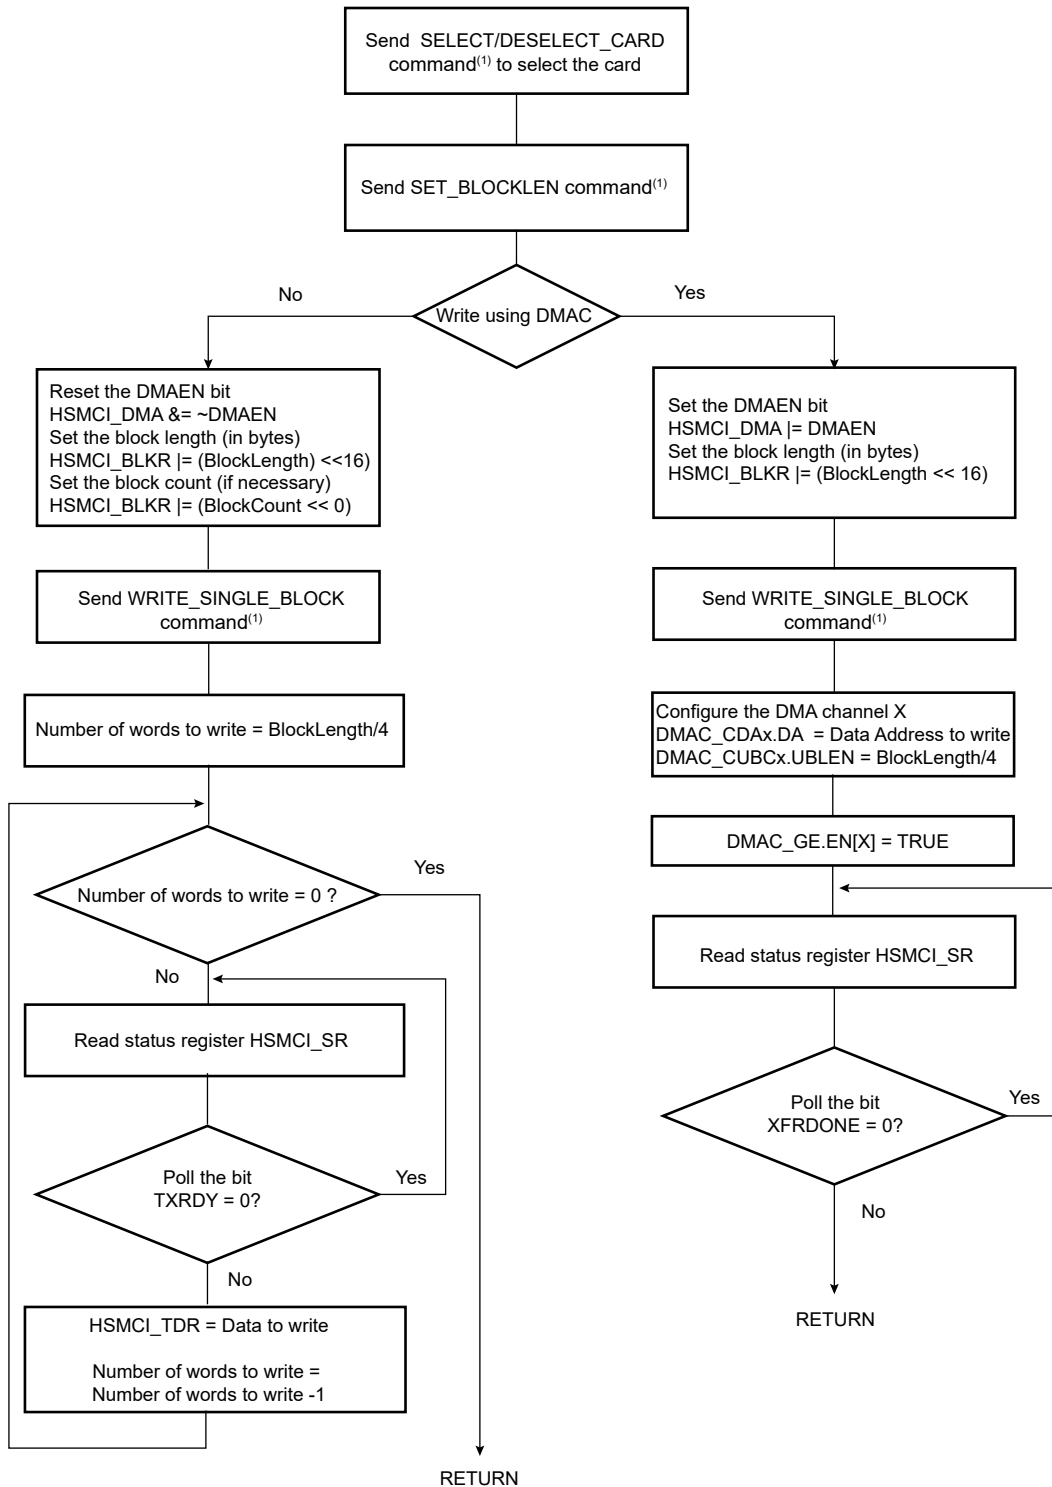 Send SELECT/DESELECT_CARD
command(1) to select the card
Send SET_BLOCKLEN command(1)
No
Yes
Write using DMAC
Reset the DMAEN bit
HSMCI_DMA &= ~DMAEN
Set the block length (in bytes)
HSMCI_BLKR |= (BlockLength) <<16)
Set the block count (if necessary)
HSMCI_BLKR |= (BlockCount << 0)
Send WRITE_SINGLE_BLOCK
command(1)
Number of words to write = BlockLength/4
Number of words to write = 0 ?
Yes
No
Read status register HSMCI_SR
Poll the bit
TXRDY = 0?
Yes
No
HSMCI_TDR = Data to write
Number of words to write =
Number of words to write -1
RETURN
Set the DMAEN bit
HSMCI_DMA |= DMAEN
Set the block length (in bytes)
HSMCI_BLKR |= (BlockLength << 16)
Send WRITE_SINGLE_BLOCK
command(1)
Configure the DMA channel X
DMAC_CDAx.DA = Data Address to write
DMAC_CUBCx.UBLEN = BlockLength/4
DMAC_GE.EN[X] = TRUE
Read status register HSMCI_SR
Poll the bit
XFRDONE = 0?
Yes
No
RETURN